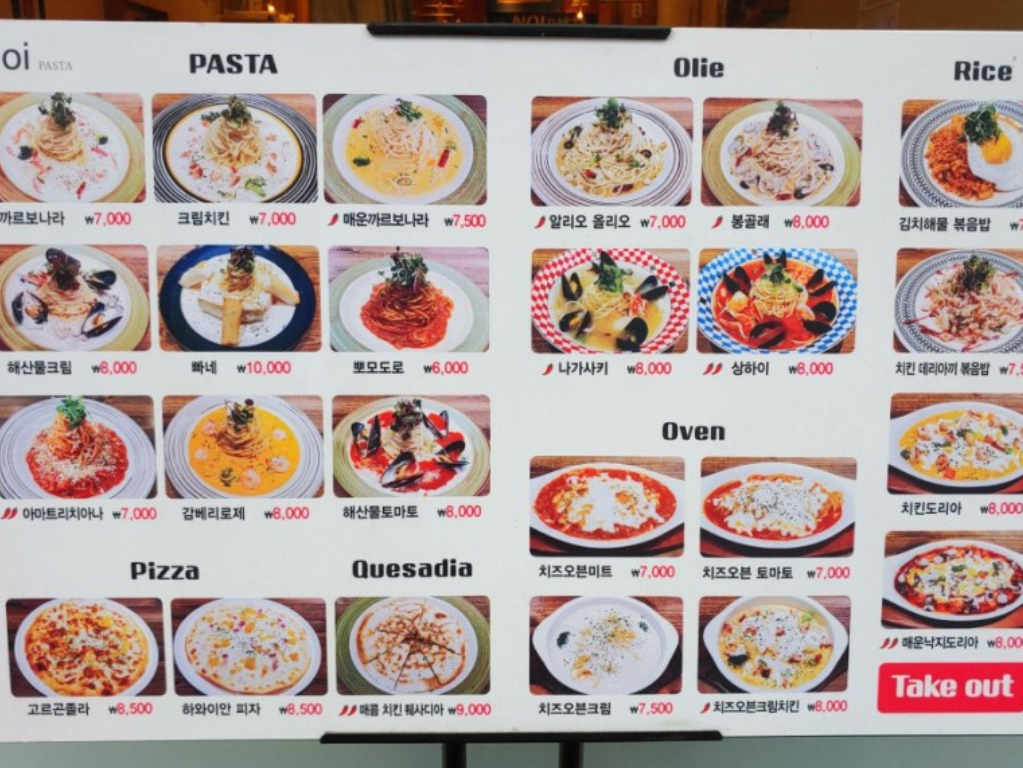 oi PASTA
PASTA
까르보나라 ₩7,000
크림치킨 ₩7,000
매운까르보나라 ₩7,500
해산물크림 ₩8,000
빠네 ₩10,000
뽀모도로 ₩6,000
아마트리치아나 ₩7,000
감베리로제 ₩8,000
해산물토마토 ₩8,000
Pizza
고르곤졸라 ₩8,500
하와이안 피자 ₩8,500
Quesadia
매콤 치킨 퀘사디아 ₩9,000
Olie
알리오 올리오 ₩7,000
봉골래 ₩8,000
나가사키 ₩8,000
상하이 ₩8,000
Oven
치즈오븐미트 ₩7,000
치즈오븐 토마토 ₩7,000
치즈오븐크림 ₩7,500
치즈오븐크림치킨 ₩8,000
Rice
김치해물 볶음밥 ₩7
치킨 데리아끼 볶음밥 ₩7,5
치킨도리아 ₩8,000
매운낙지도리아 ₩8,000
Take out